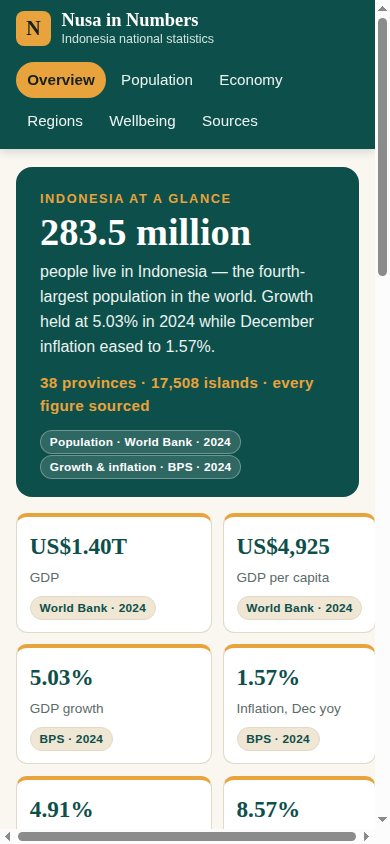 N
Nusa in Numbers
Indonesia national statistics
Overview
Population
Economy
Regions
Wellbeing
Sources
INDONESIA AT A GLANCE
283.5 million
people live in Indonesia — the fourth-
largest population in the world. Growth
held at 5.03% in 2024 while December
inflation eased to 1.57%.
38 provinces · 17,508 islands · every
figure sourced
Population · World Bank · 2024
Growth & inflation · BPS · 2024
US$1.40T
GDP
World Bank · 2024
US$4,925
GDP per capita
World Bank · 2024
5.03%
GDP growth
BPS · 2024
1.57%
Inflation, Dec yoy
BPS · 2024
4.91%
8.57%